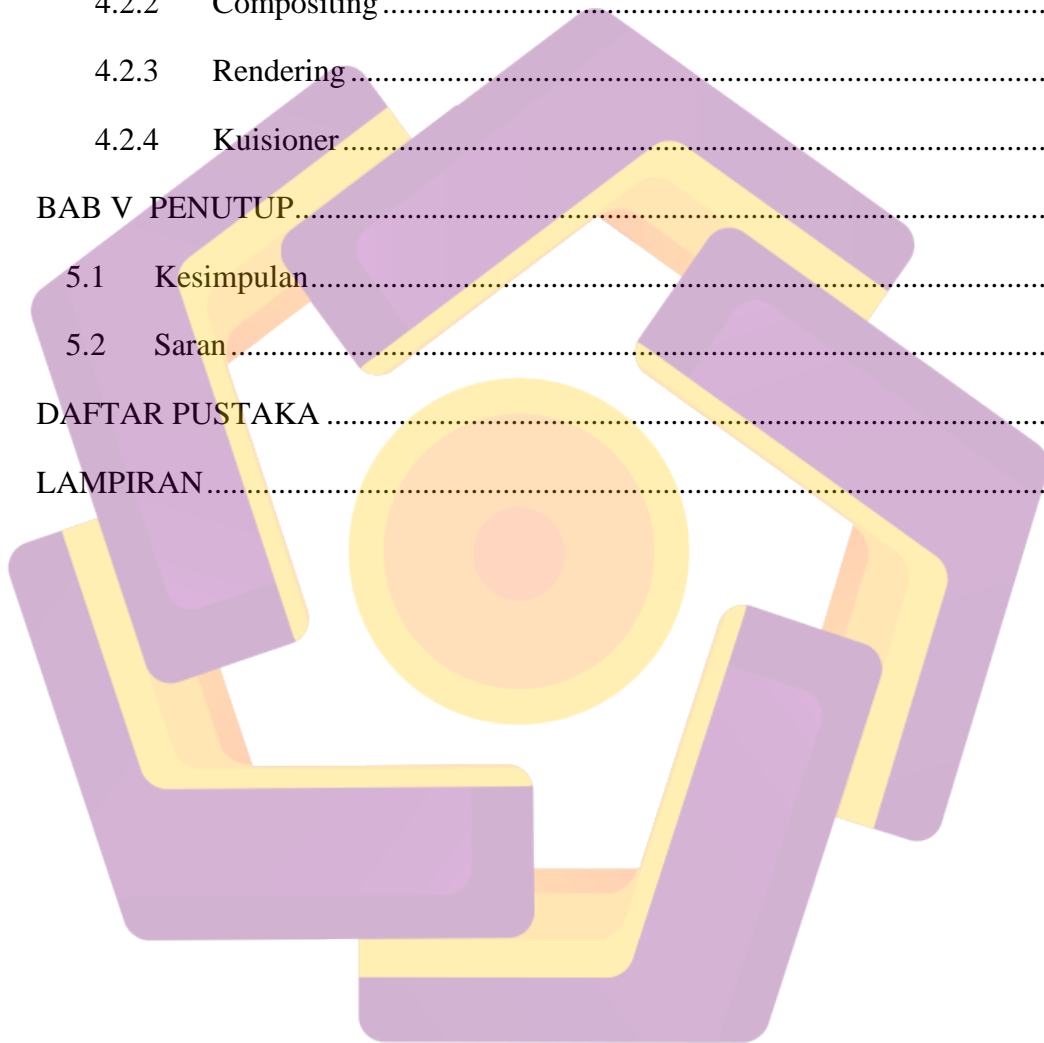 4.2.2 Compositing..............................................................................
4.2.3 Rendering..................................................................................
4.2.4 Kuisioner...................................................................................
BAB V PENUTUP........................................................................................
5.1 Kesimpulan......................................................................................
5.2 Saran...............................................................................................
DAFTAR PUSTAKA.....................................................................................
LAMPIRAN..................................................................................................